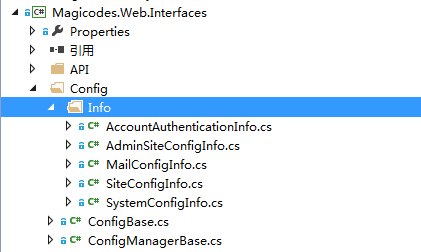 Magicodes.Web.Interfaces
Properties
引用
API
Config
Info
AccountAuthenticationInfo.cs
AdminSiteConfigInfo.cs
MailConfigInfo.cs
SiteConfigInfo.cs
SystemConfigInfo.cs
ConfigBase.cs
ConfigManagerBase.cs